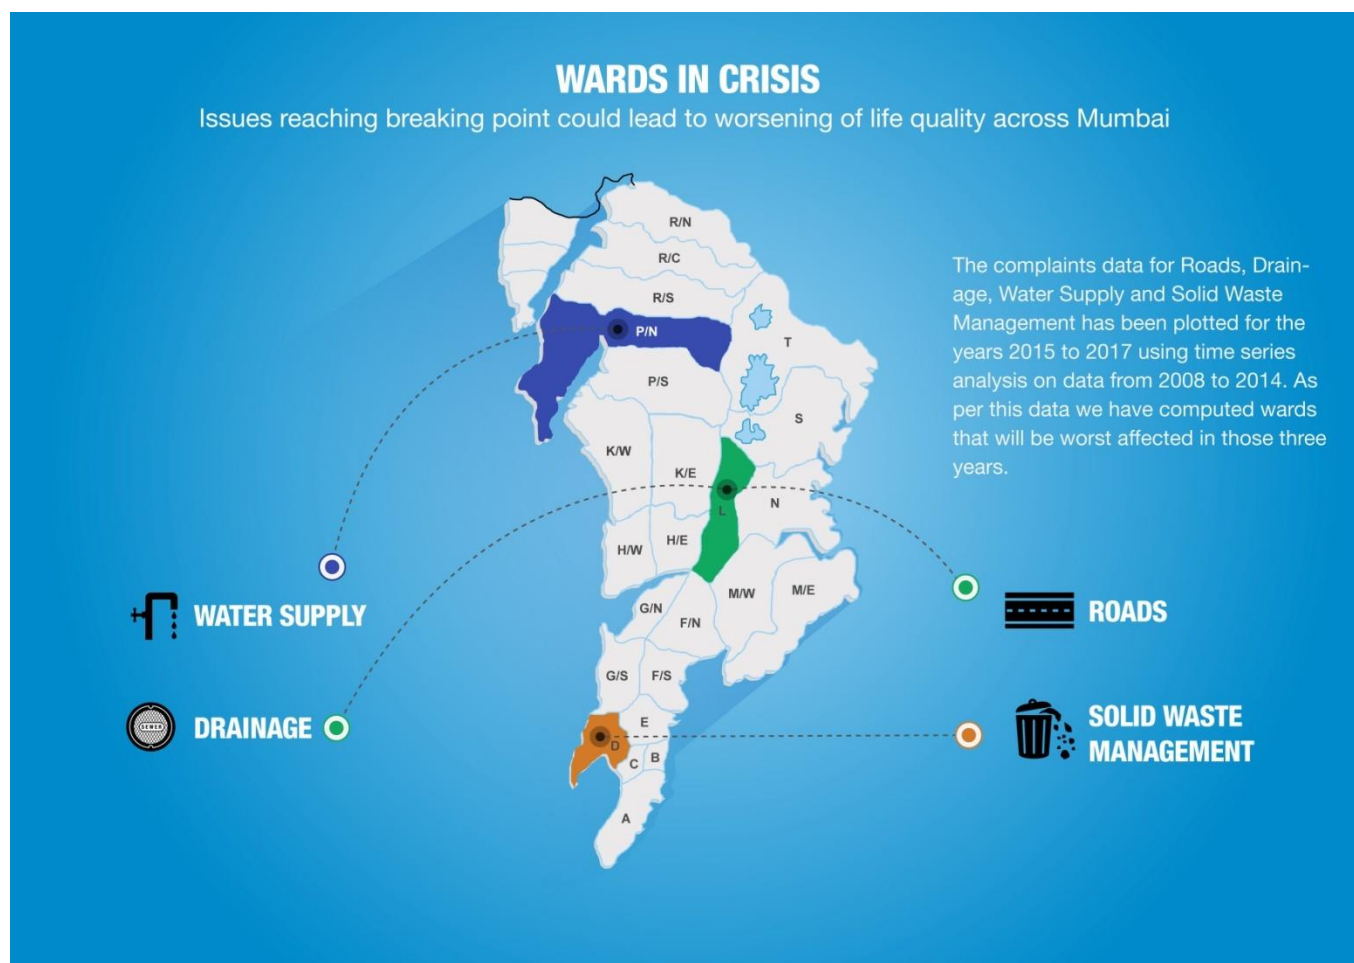 WARDS IN CRISIS
Issues reaching breaking point could lead to worsening of life quality across Mumbai
R/N
R/C
R/S
P/N
T
P/S
S
K/W
K/E
L
N
H/W
H/E
M/W
M/E
G/N
F/N
G/S
F/S
E
D
C
B
A
The complaints data for Roads, Drain-
age, Water Supply and Solid Waste
Management has been plotted for the
years 2015 to 2017 using time series
analysis on data from 2008 to 2014. As
per this data we have computed wards
that will be worst affected in those three
years.
WATER SUPPLY
SEWER
DRAINAGE
ROADS
SOLID WASTE
MANAGEMENT